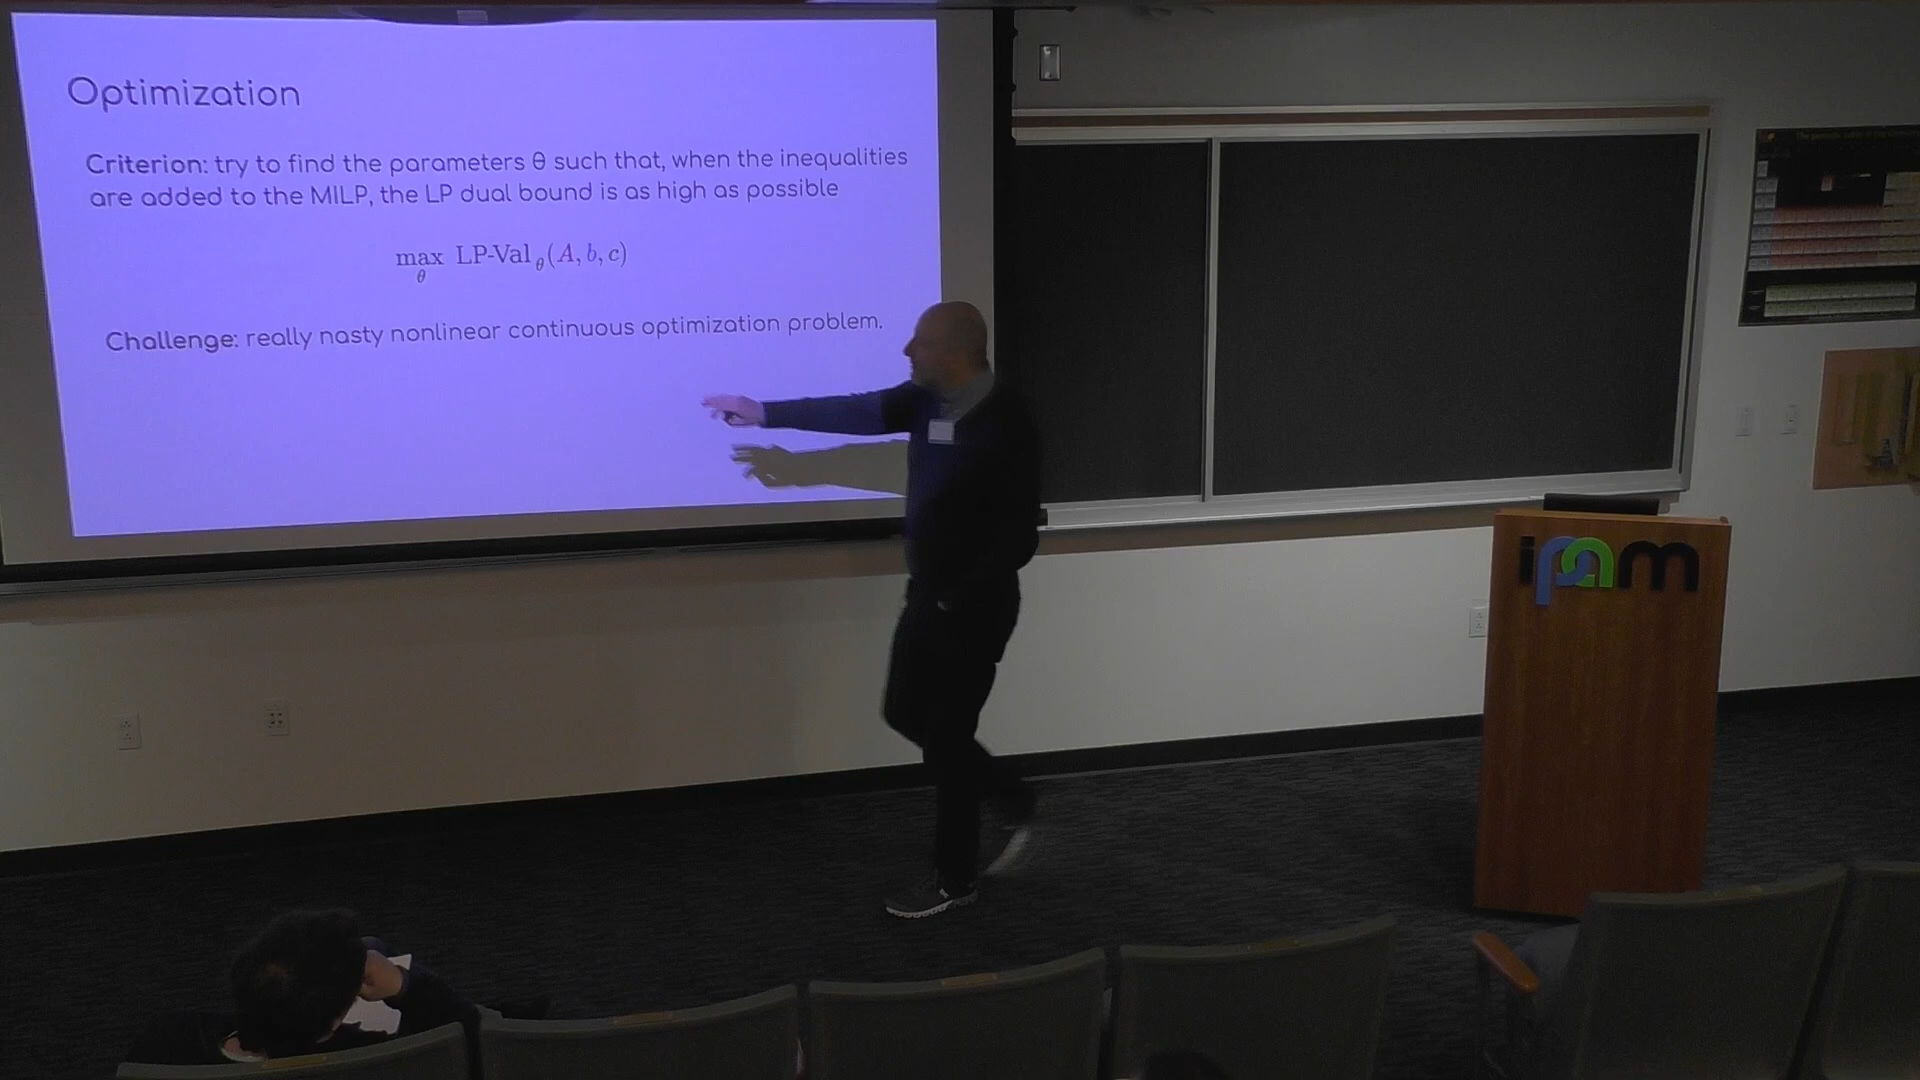 Optimization
Criterion: try to find the parameters θ such that, when the inequalities
are added to the MILP, the LP dual bound is as high as possible
max LP-Val θ (A, b, c)
θ
Challenge: really nasty nonlinear continuous optimization problem.
ipam